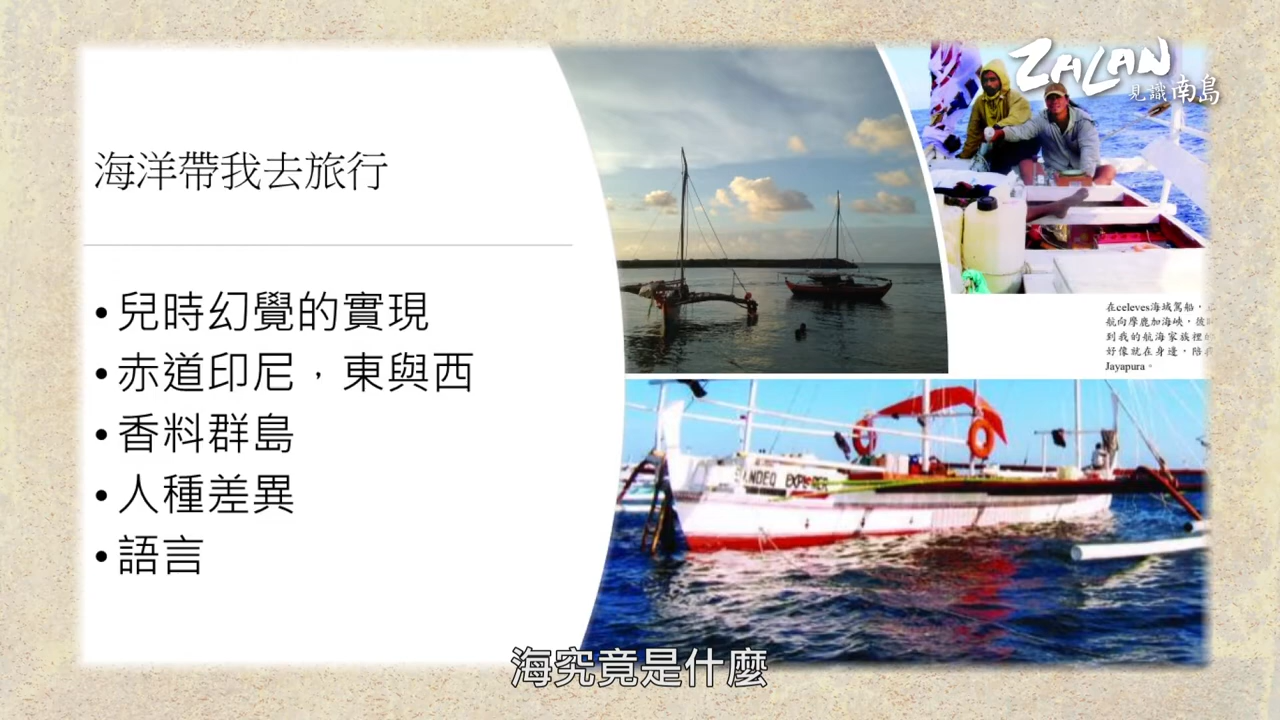 ZALAN
見識南島
海洋帶我去旅行
• 兒時幻覺的實現
• 赤道印尼，東與西
• 香料群島
• 人種差異
• 語言
在celeves海域駕船，
航向摩鹿加海峽，彼
到我的航海家族裡的
好像就在身邊，陪
Jayapura。
海究竟是什麼